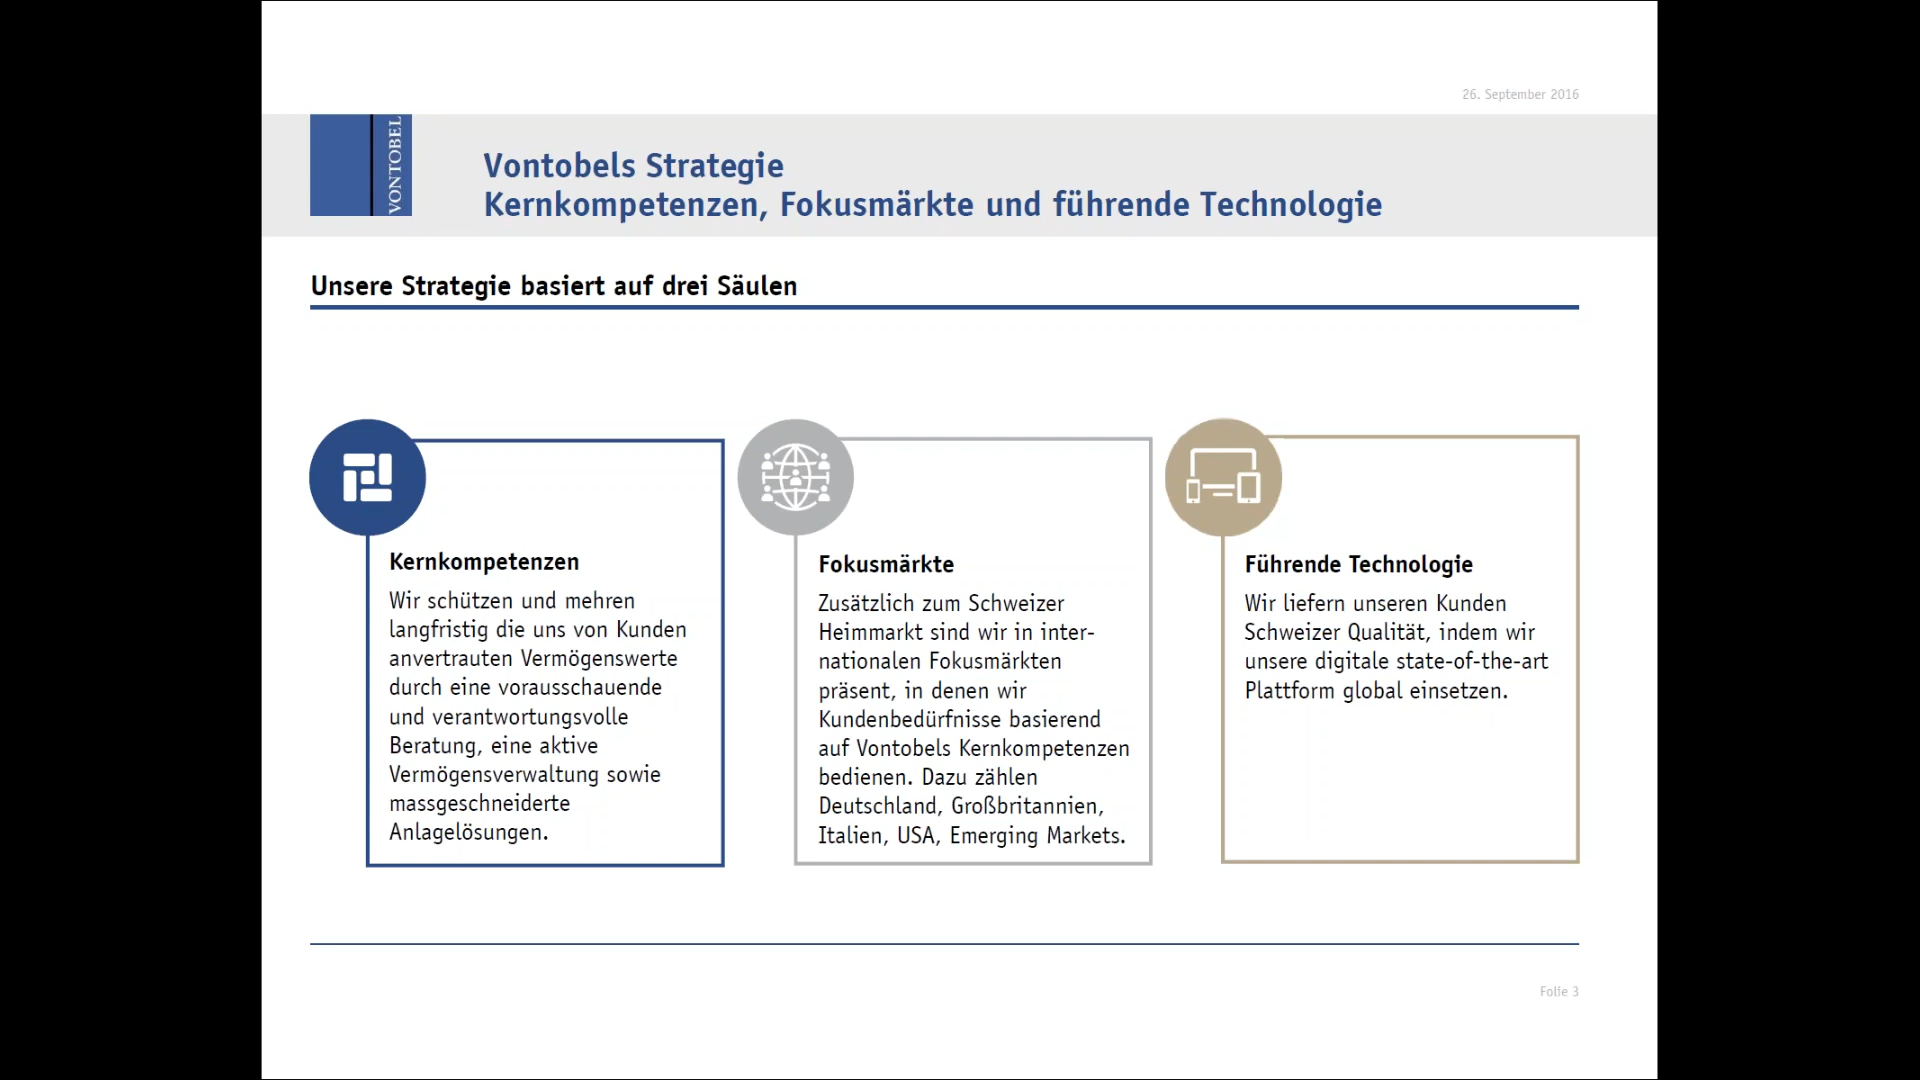 26. September 2016
VONTOBEL
Vontobels Strategie
Kernkompetenzen, Fokusmärkte und führende Technologie
Unsere Strategie basiert auf drei Säulen
Kernkompetenzen
Wir schützen und mehren
langfristig die uns von Kunden
anvertrauten Vermögenswerte
durch eine vorausschauende
und verantwortungsvolle
Beratung, eine aktive
Vermögensverwaltung sowie
massgeschneiderte
Anlagelösungen.
Fokusmärkte
Zusätzlich zum Schweizer
Heimmarkt sind wir in inter-
nationalen Fokusmärkten
präsent, in denen wir
Kundenbedürfnisse basierend
auf Vontobels Kernkompetenzen
bedienen. Dazu zählen
Deutschland, Großbritannien,
Italien, USA, Emerging Markets.
Führende Technologie
Wir liefern unseren Kunden
Schweizer Qualität, indem wir
unsere digitale state-of-the-art
Plattform global einsetzen.
Folie 3